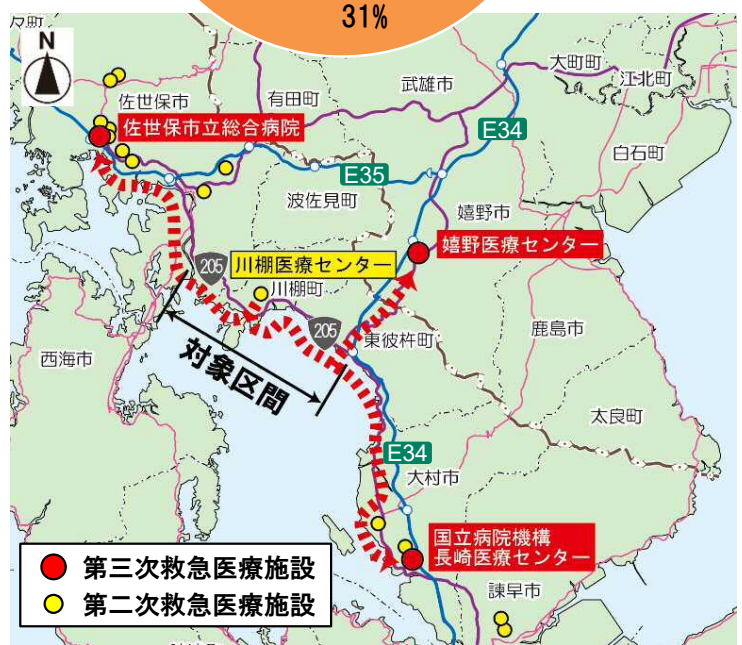 31%
々町
N
佐世保市
有田町
武雄市
大町町
江北町
佐世保市立総合病院
E34
白石町
E35
波佐見町
嬉野市
205
川棚医療センター
嬉野医療センター
川棚町
205
対象区間
東彼杵町
鹿島市
西海市
太良町
E34
大村市
国立病院機構
長崎医療センター
第三次救急医療施設
第二次救急医療施設
諫早市